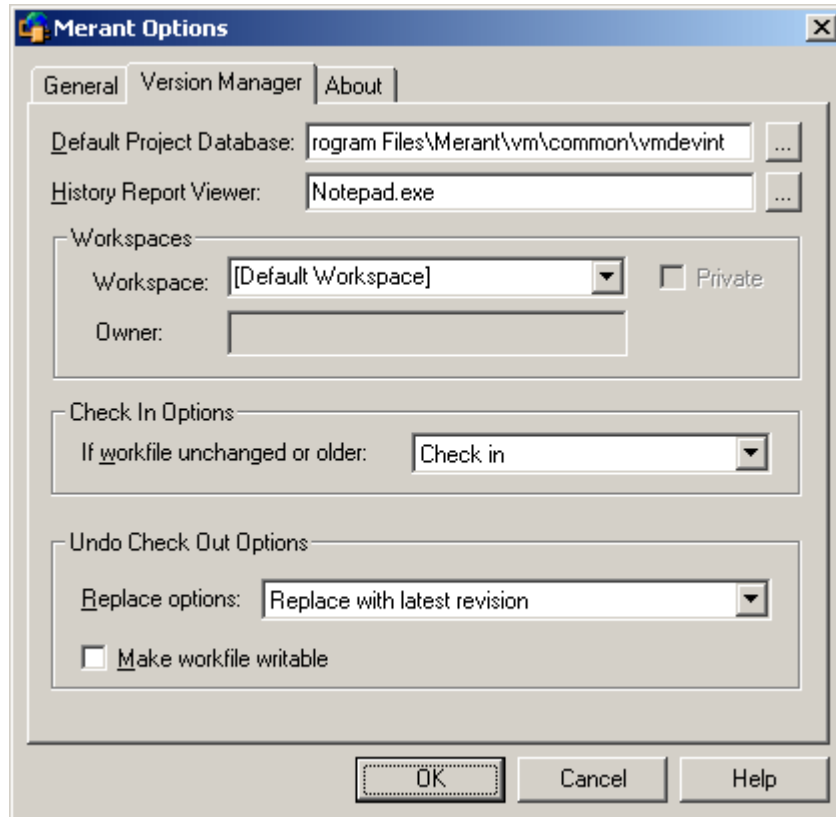 Merant Options
General Version Manager About
Default Project Database: rogram Files\Merant\vm\common\vmdevint ...
History Report Viewer: Notepad.exe ...
Workspaces
Workspace: [Default Workspace] Private
Owner:
Check In Options
If workfile unchanged or older: Check in
Undo Check Out Options
Replace options: Replace with latest revision
Make workfile writable
OK Cancel Help